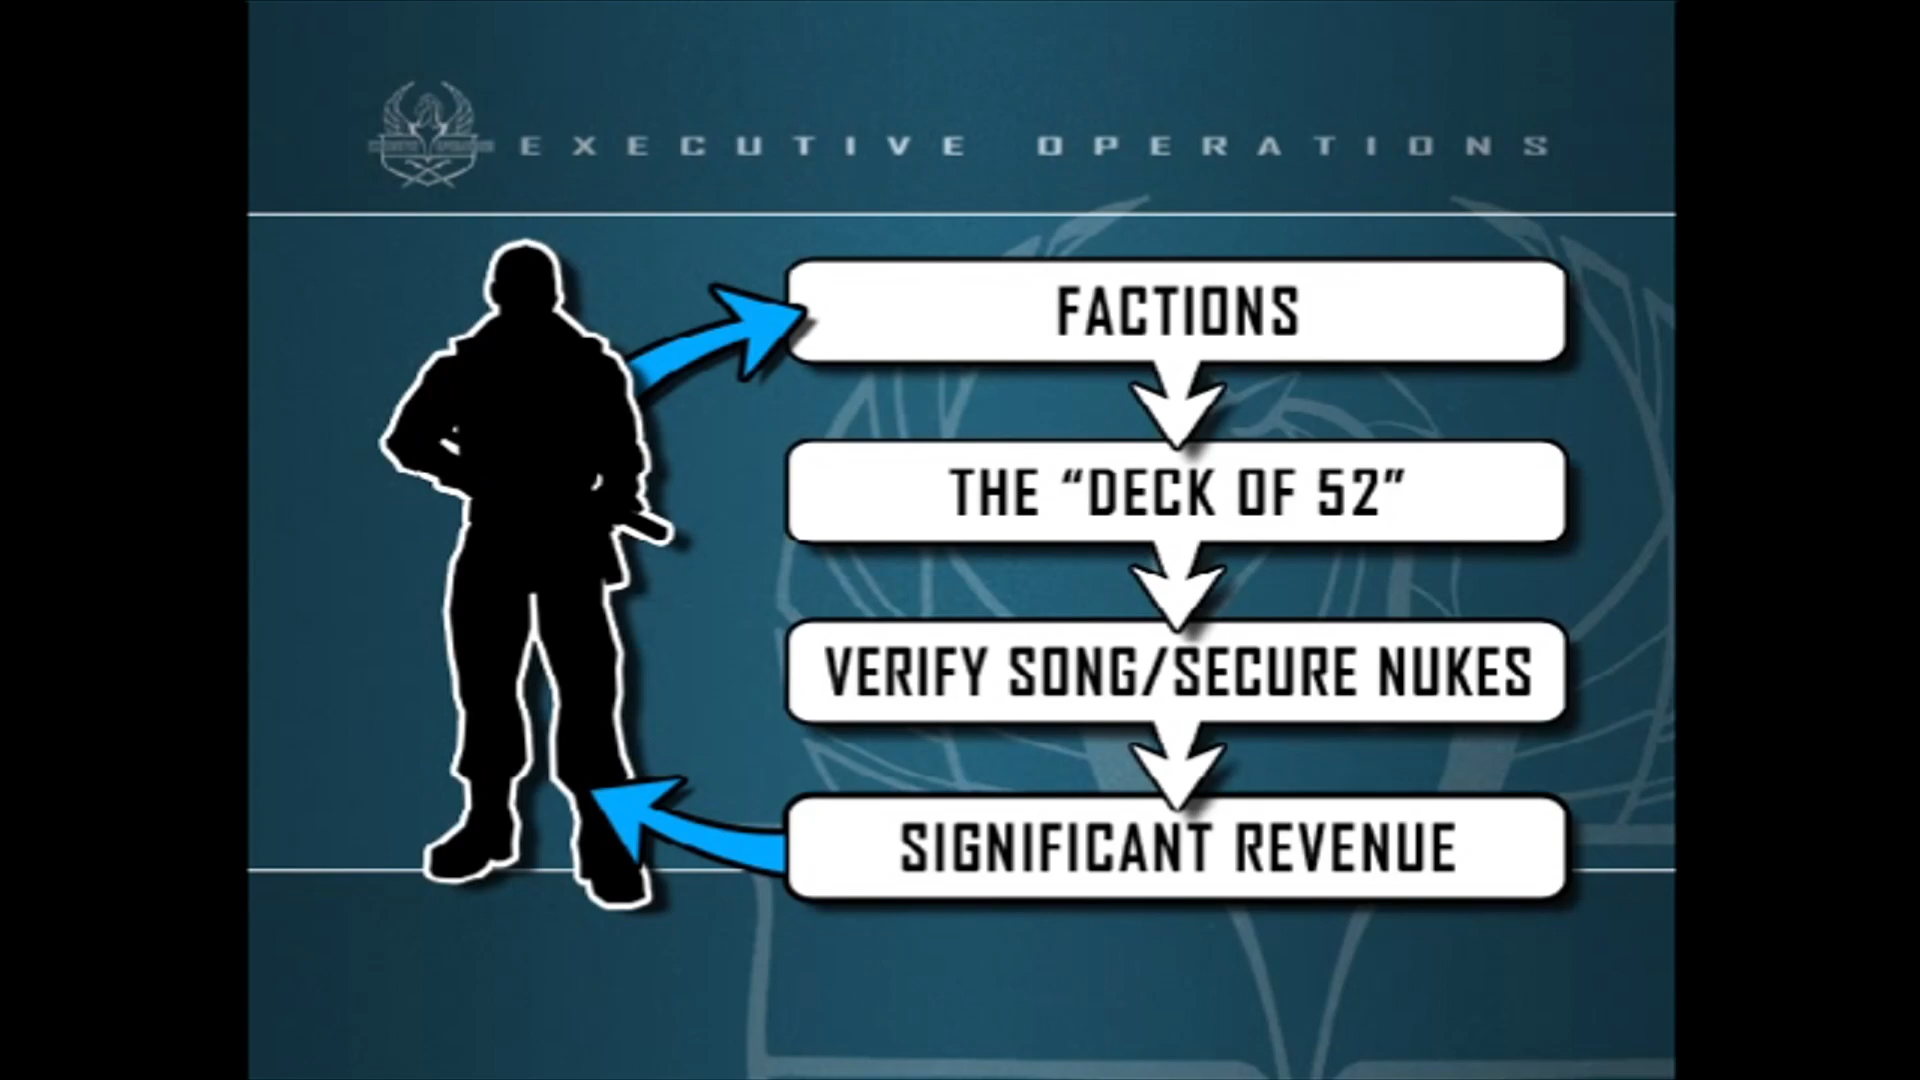 EXECUTIVE OPERATIONS
FACTIONS
THE “DECK OF 52”
VERIFY SONG/SECURE NUKES
SIGNIFICANT REVENUE